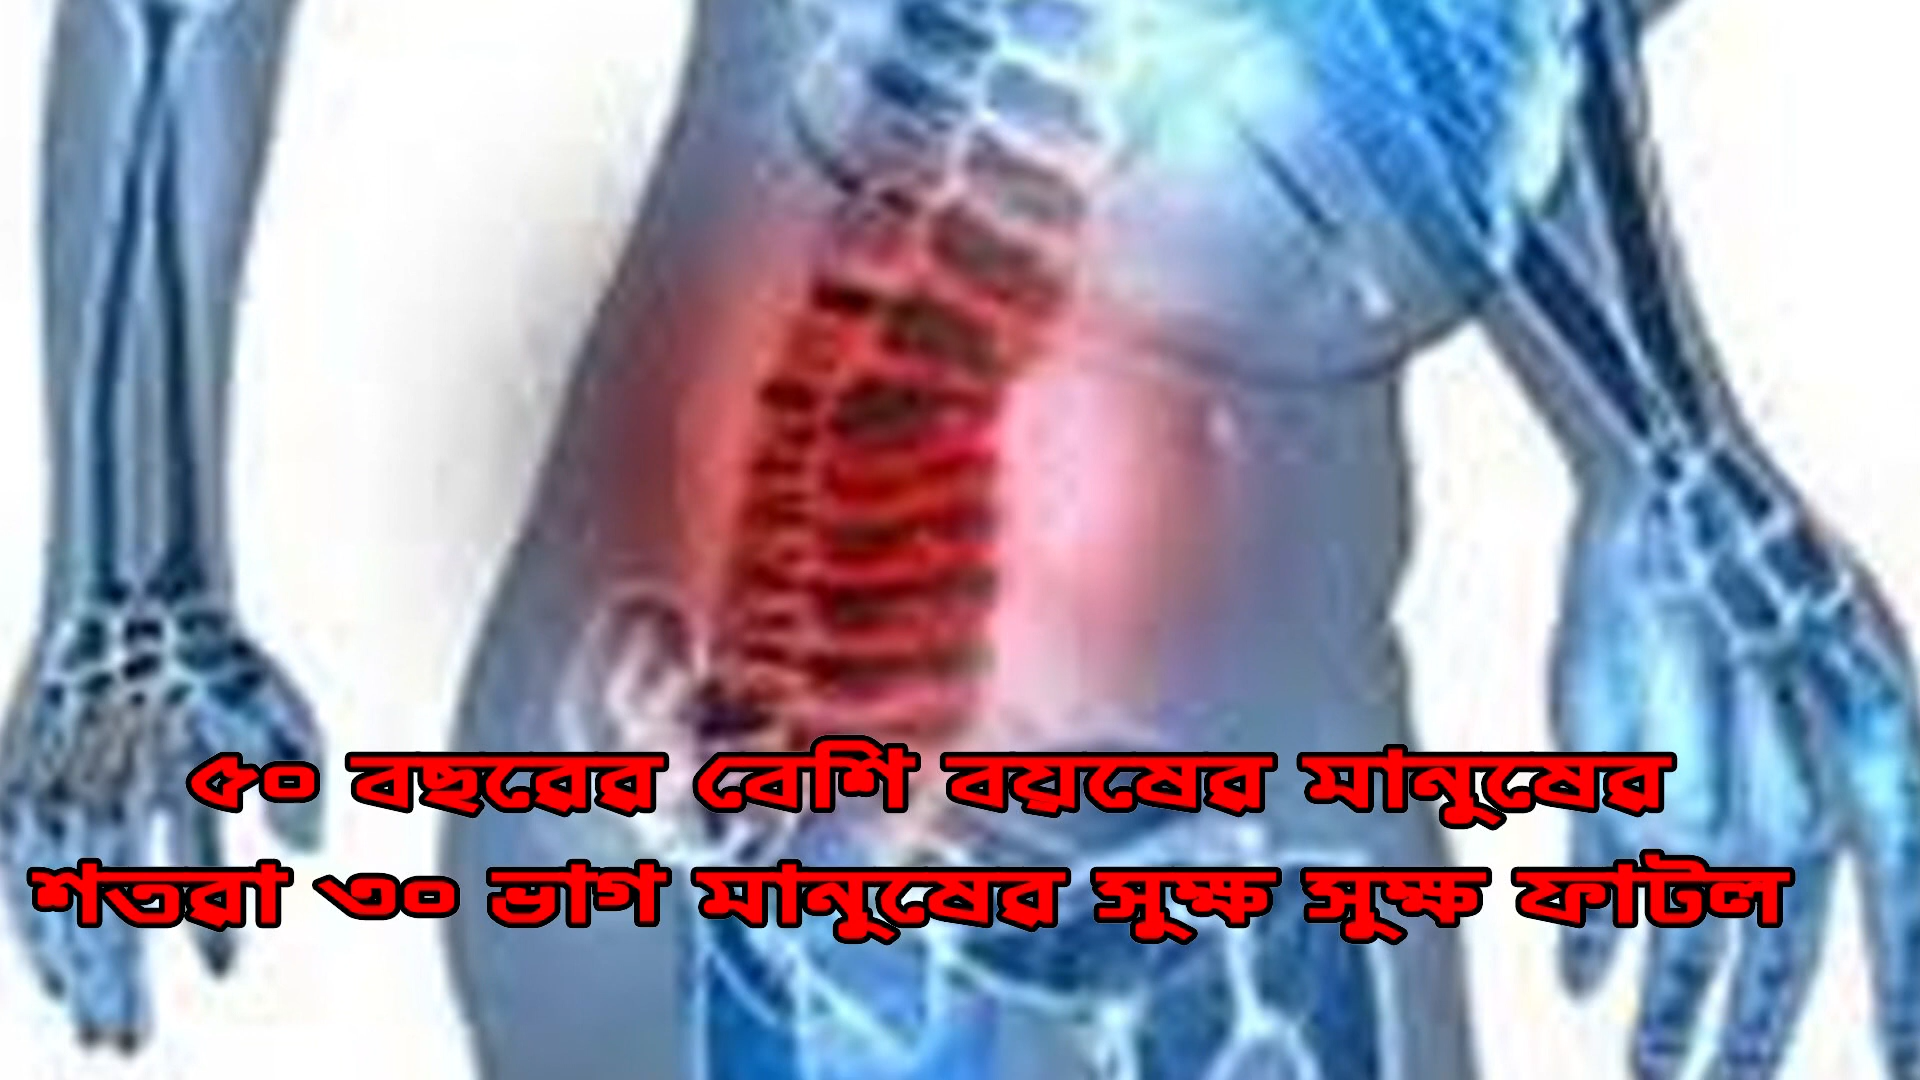 ৫০ বছরের বেশি বয়ষের মানুষের
শতরা ৩০ ভাগ মানুষের সুক্ষ সুক্ষ ফাটল